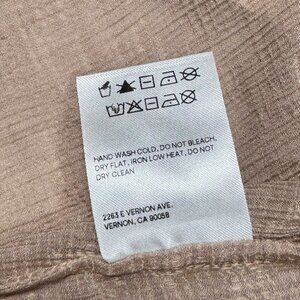 HAND WASH COLD, DO NOT BLEACH,
DRY FLAT, IRON LOW HEAT, DO NOT
DRY CLEAN
2263 E VERNON AVE.
VERNON, CA 90058